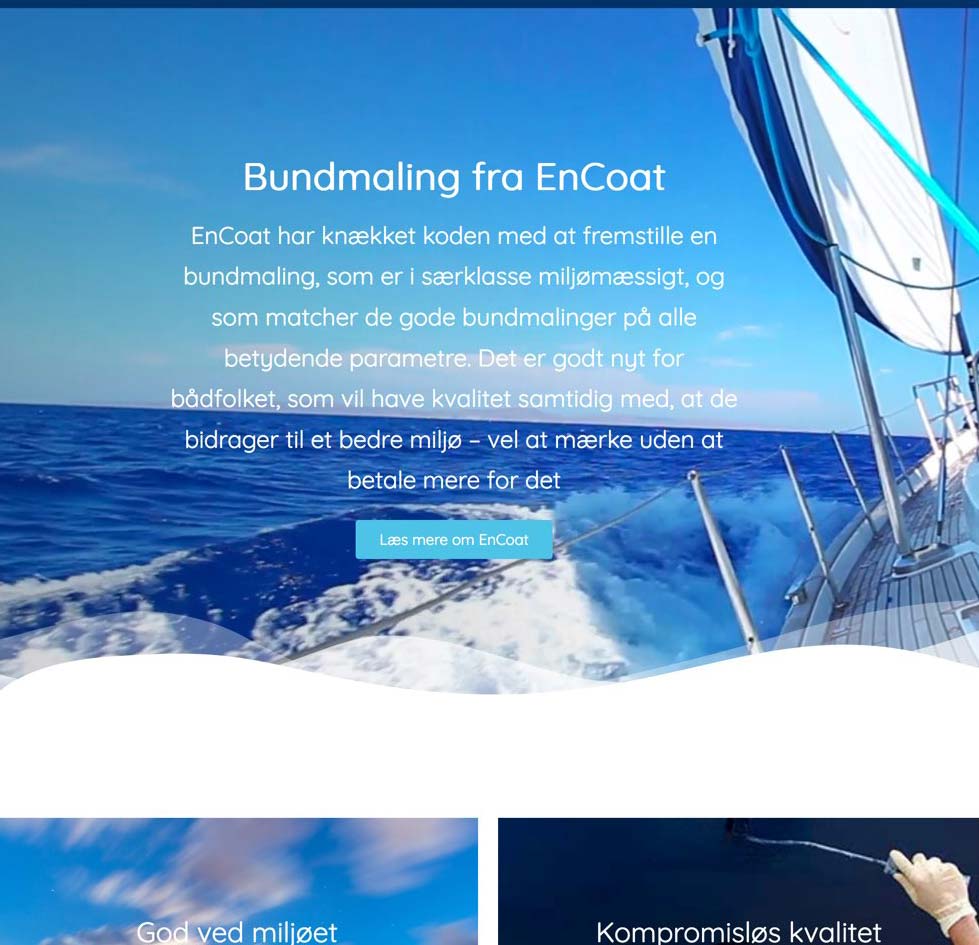 Bundmaling fra EnCoat
EnCoat har knækket koden med at fremstille en
bundmaling, som er i særklasse miljømæssigt, og
som matcher de gode bundmalinger på alle
betydende parametre. Det er godt nyt for
bådfolket, som vil have kvalitet samtidig med, at de
bidrager til et bedre miljø – vel at mærke uden at
betale mere for det
Læs mere om EnCoat
God ved miljøet
Kompromisløs kvalitet